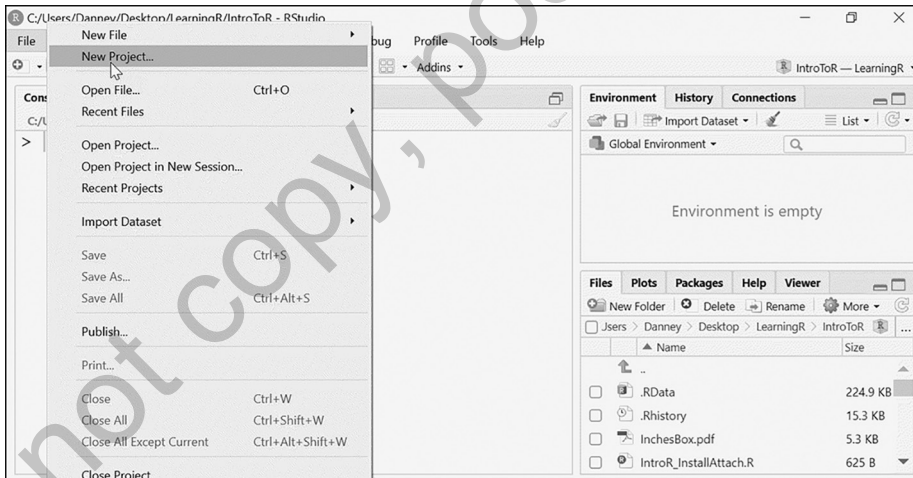 C:/Users/Danney/Desktop/LearningR/IntroToR - RStudio
File
bug Profile Tools Help
New File
New Project...
Open File... Ctrl+O
Recent Files
Open Project...
Open Project in New Session...
Recent Projects
Import Dataset
Save Ctrl+S
Save As...
Save All Ctrl+Alt+S
Publish...
Print...
Close Ctrl+W
Close All Ctrl+Shift+W
Close All Except Current Ctrl+Alt+Shift+W
Close Project
Addins
IntroToR — LearningR
Cons
C:/U
>
Environment History Connections
Import Dataset List
Global Environment
Environment is empty
Files Plots Packages Help Viewer
New Folder Delete Rename More
Jsers > Danney > Desktop > LearningR > IntroToR ...
Name Size
..
.RData 224.9 KB
.Rhistory 15.3 KB
InchesBox.pdf 5.3 KB
IntroR_InstallAttach.R 625 B
not copy, po